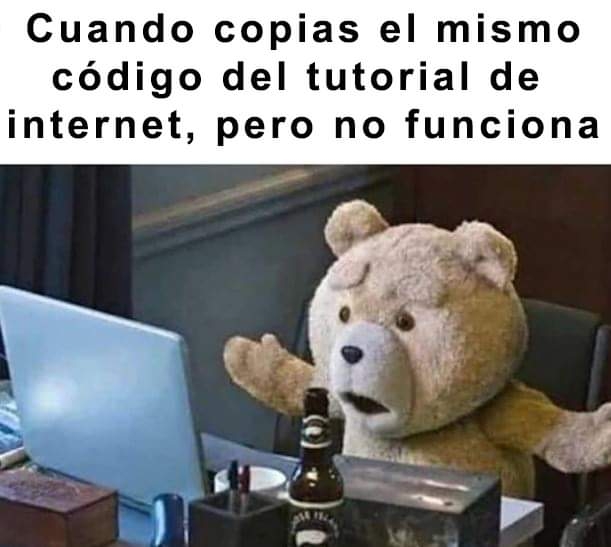 Cuando copias el mismo
código del tutorial de
internet, pero no funciona